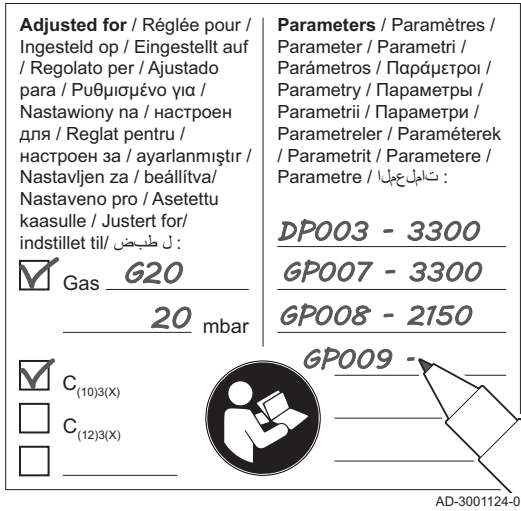 Adjusted for / Réglée pour /
Ingesteld op / Eingestellt auf
/ Regolato per / Ajustado
para / Ρυθμισμένο για /
Nastawiony na / настроен
для / Reglat pentru /
настроен за / ayarlanmıştır /
Nastavljen za / beállítva/
Nastaveno pro / Asetettu
kaasulle / Justert for/
indstillet til/ ل طبض :
Gas G20
20 mbar
C(10)3(X)
C(12)3(X)
Parameters / Paramètres /
Parameter / Parametri /
Parámetros / Παράμετροι /
Parametry / Параметры /
Parametrii / Параметри /
Parametreler / Paraméterek
/ Parametrit / Parametere /
Parametre / تاملعملا :
DP003 - 3300
GP007 - 3300
GP008 - 2150
GP009 -
AD-3001124-0